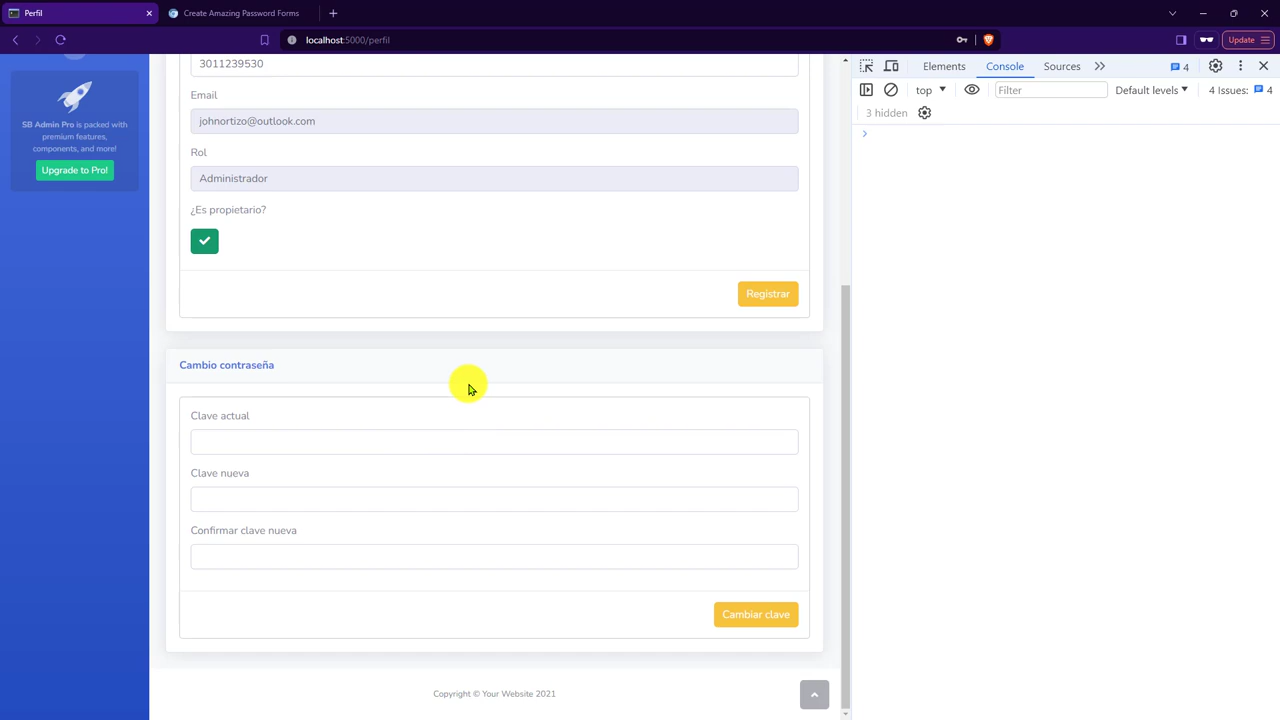 Perfil
Create Amazing Password Forms
localhost:5000/perfil
Update
SB Admin Pro is packed with
premium features,
components, and more!
Upgrade to Pro!
3011239530
Email
johnortizo@outlook.com
Rol
Administrador
¿Es propietario?
Registrar
Cambio contraseña
Clave actual
Clave nueva
Confirmar clave nueva
Cambiar clave
Copyright © Your Website 2021
Elements
Console
Sources
4
top
Filter
Default levels
4 Issues:
4
3 hidden